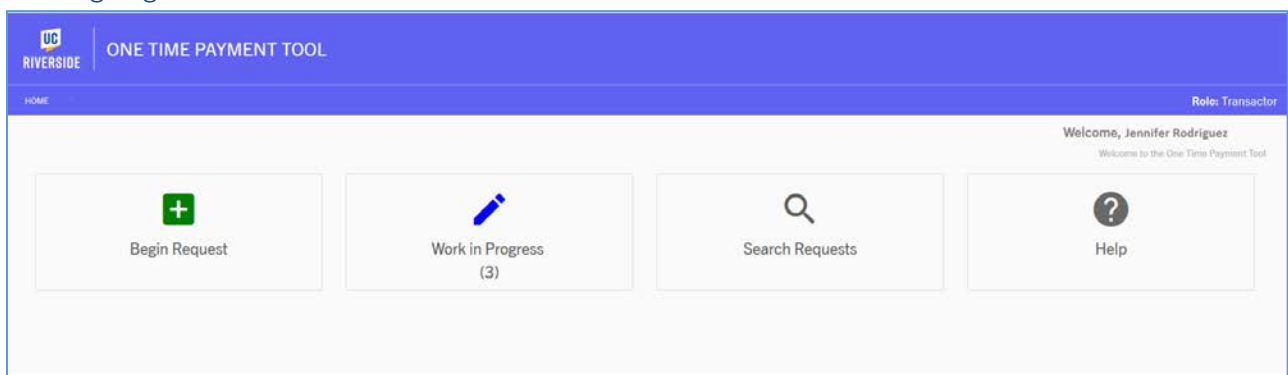 UC
RIVERSIDE
ONE TIME PAYMENT TOOL
HOME
Role: Transactor
Welcome, Jennifer Rodriguez
Welcome to the One Time Payment Tool
Begin Request
Work in Progress
(3)
Search Requests
Help